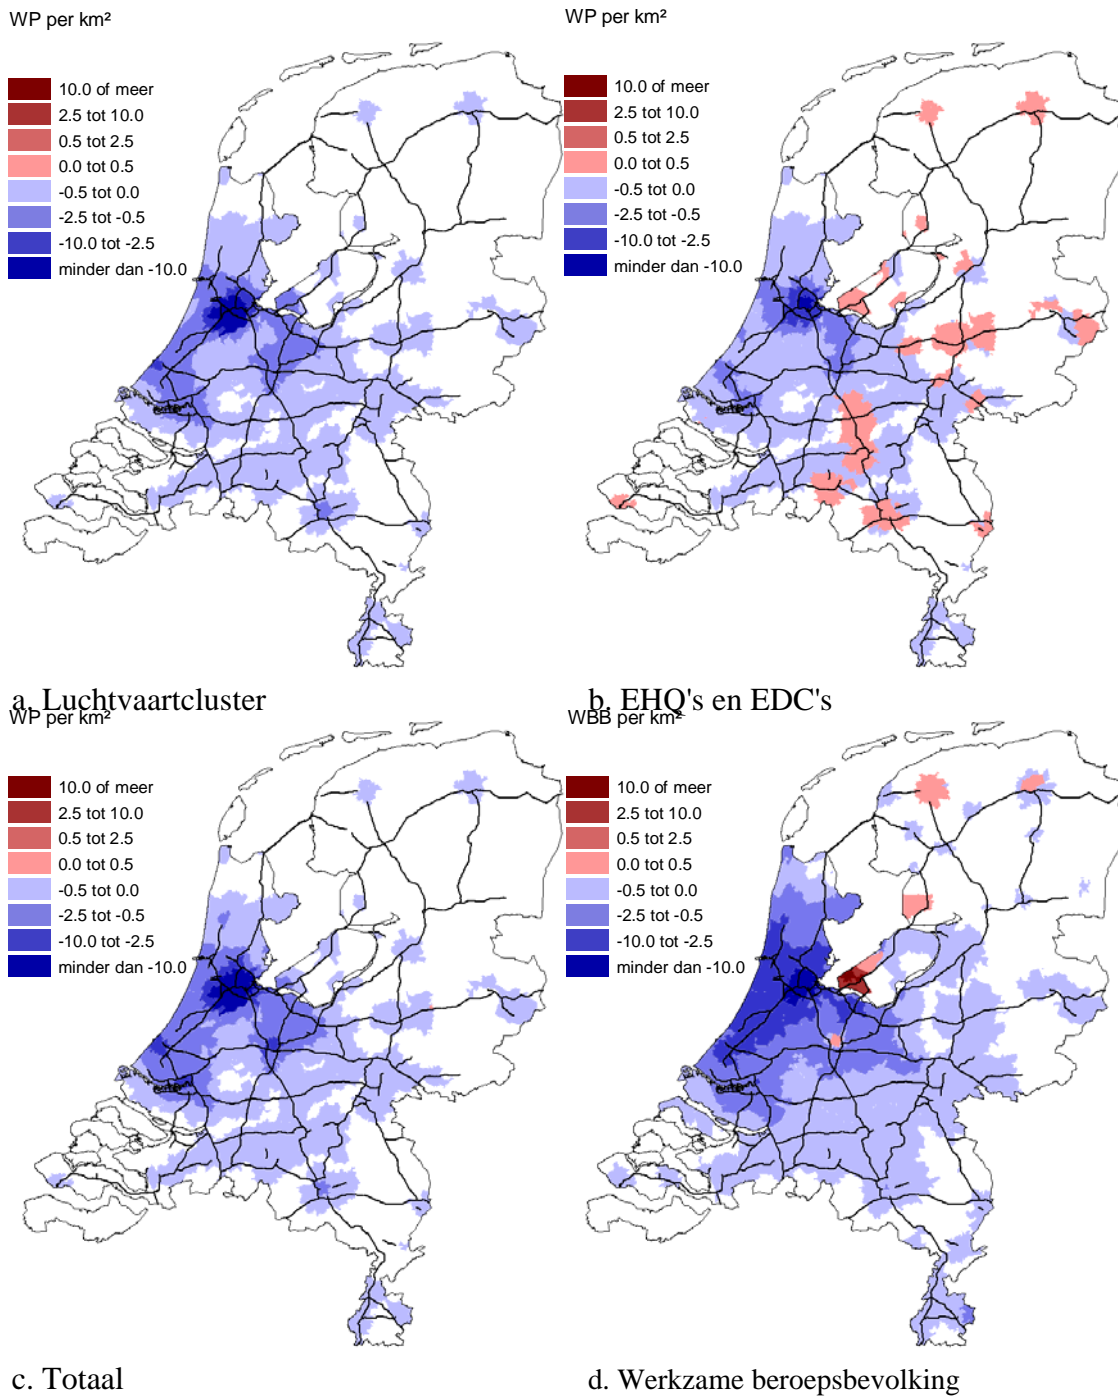 WP per km²
10.0 of meer
2.5 tot 10.0
0.5 tot 2.5
0.0 tot 0.5
-0.5 tot 0.0
-2.5 tot -0.5
-10.0 tot -2.5
minder dan -10.0
a. Luchtvaartcluster
WP per km²
10.0 of meer
2.5 tot 10.0
0.5 tot 2.5
0.0 tot 0.5
-0.5 tot 0.0
-2.5 tot -0.5
-10.0 tot -2.5
minder dan -10.0
b. EHQ's en EDC's
WP per km²
10.0 of meer
2.5 tot 10.0
0.5 tot 2.5
0.0 tot 0.5
-0.5 tot 0.0
-2.5 tot -0.5
-10.0 tot -2.5
minder dan -10.0
c. Totaal
WBB per km²
10.0 of meer
2.5 tot 10.0
0.5 tot 2.5
0.0 tot 0.5
-0.5 tot 0.0
-2.5 tot -0.5
-10.0 tot -2.5
minder dan -10.0
d. Werkzame beroepsbevolking